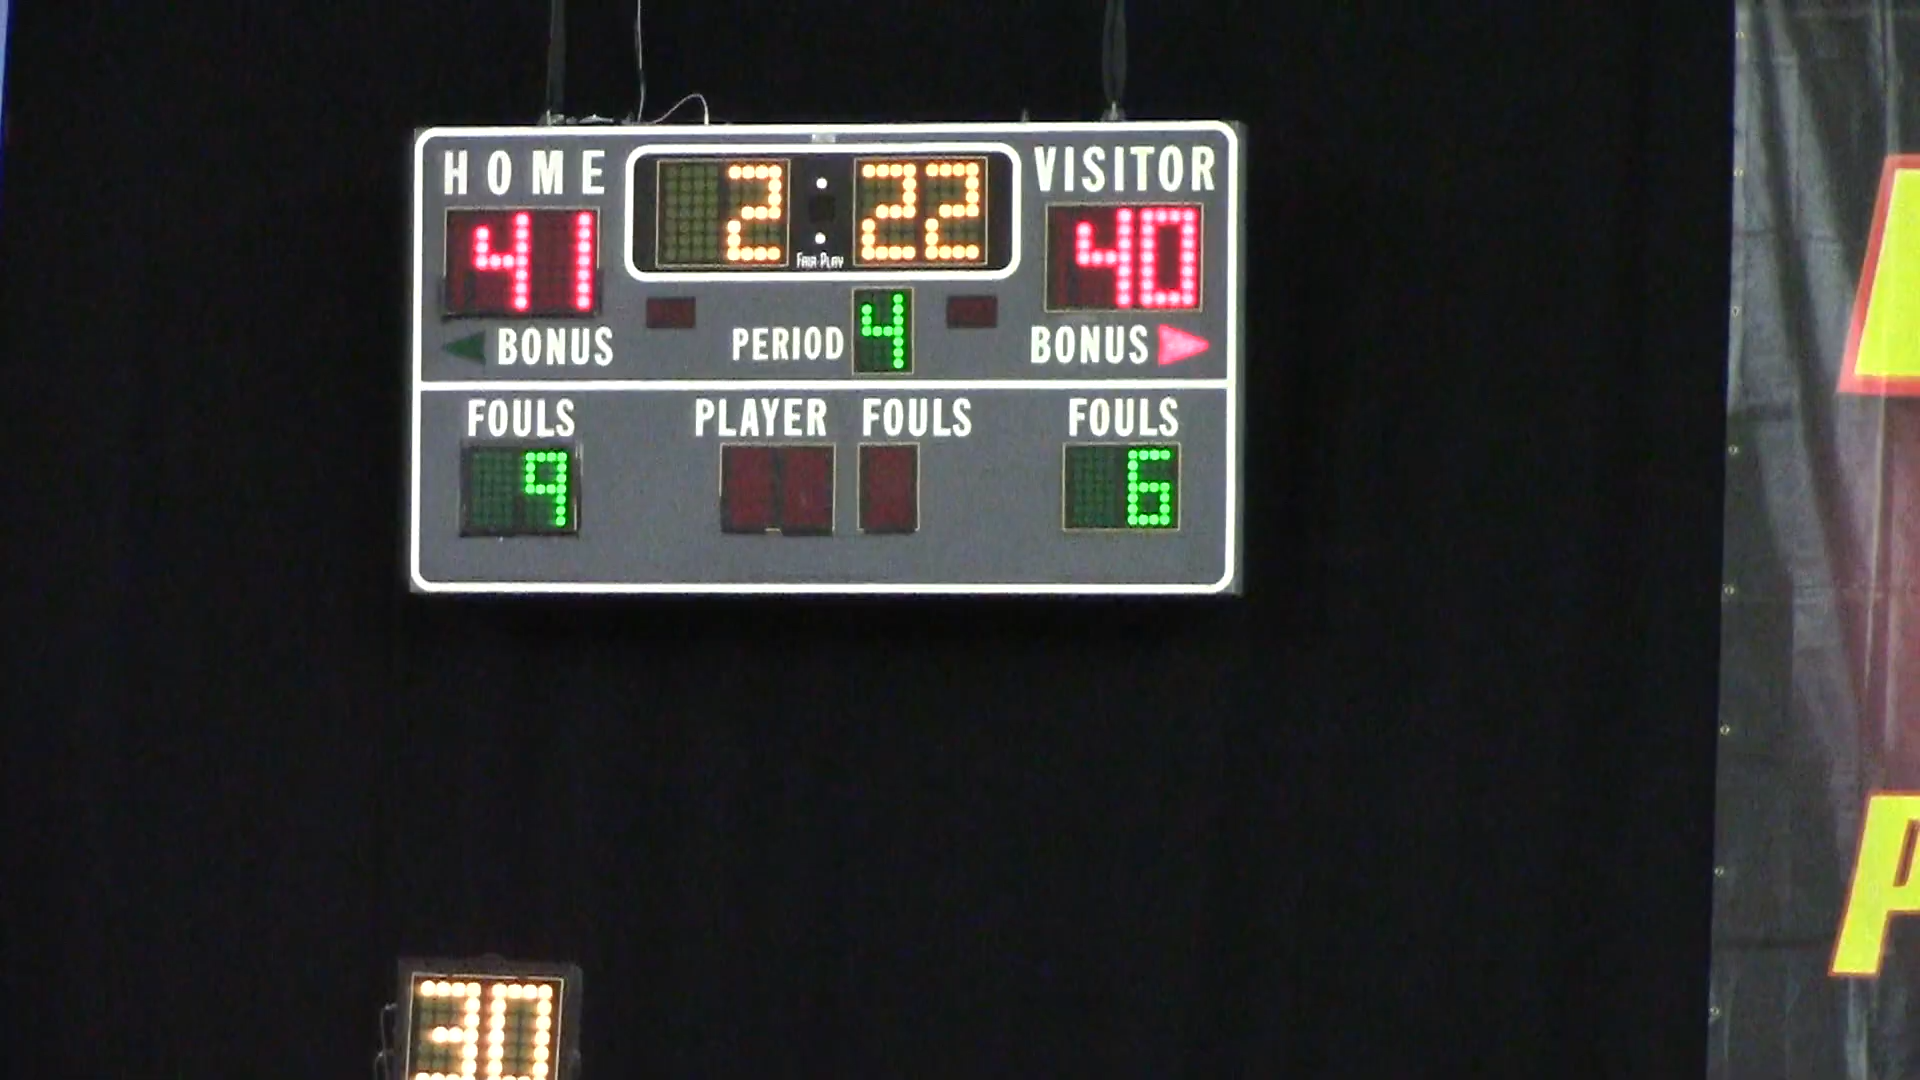 HOME 2:22 VISITOR
FAIR-PLAY
41 40
BONUS PERIOD 4 BONUS
FOULS PLAYER FOULS FOULS
9 6
30
P